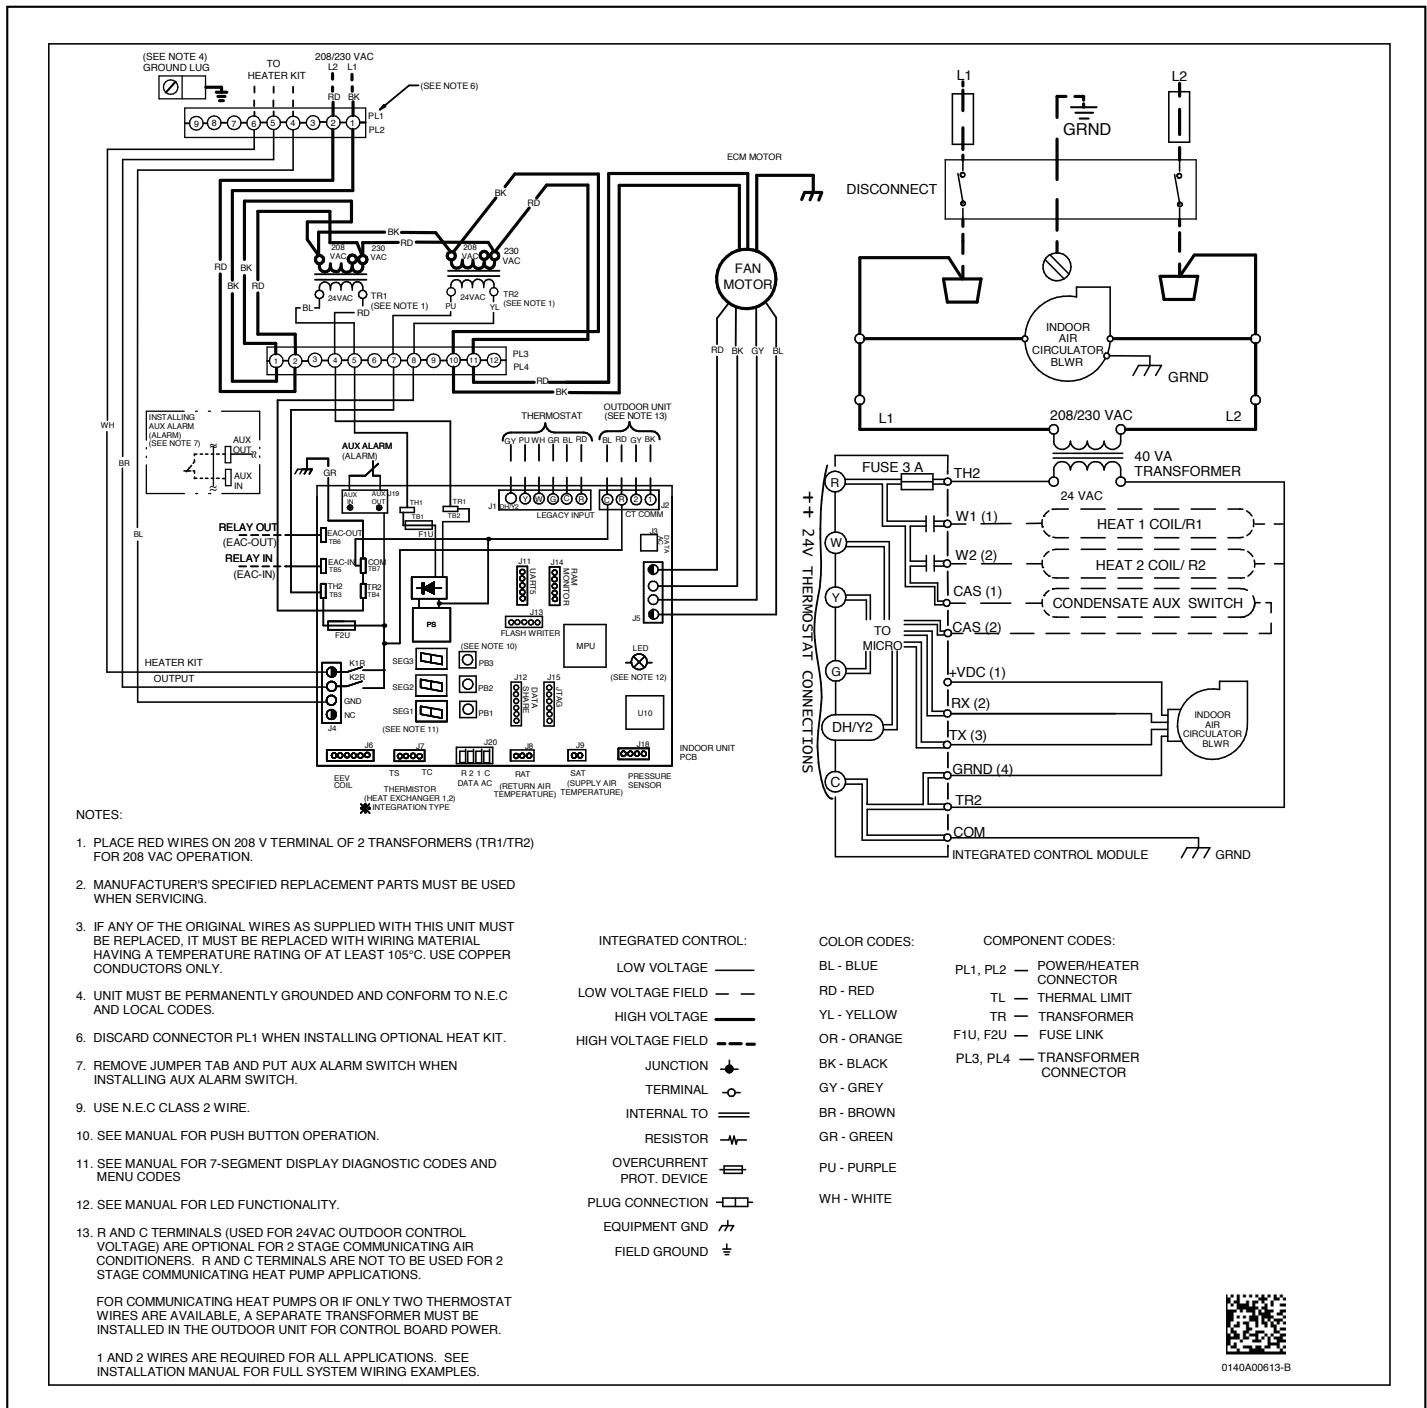 (SEE NOTE 4)
GROUND LUG
TO
HEATER KIT
208/230 VAC
L2 L1
RD BK
(SEE NOTE 6)
PL1
PL2
9 8 7 6 5 4 3 2 1
ECM MOTOR
BK
RD
BK
RD
208
VAC
230
VAC
208
VAC
230
VAC
RD
BK
BK
RD
24VAC
TR1
(SEE NOTE 1)
24VAC
TR2
(SEE NOTE 1)
BL
RD
PU
YL
FAN
MOTOR
1 2 3 4 5 6 7 8 9 10 11 12
PL3
PL4
RD
BK
RD BK GY BL
WH
BR
BL
INSTALLING
AUX ALARM
(ALARM)
(SEE NOTE 7)
AUX
OUT
AUX
IN
THERMOSTAT
OUTDOOR UNIT
(SEE NOTE 13)
GY PU WH GR BL RD
BL RD GY BK
AUX ALARM
(ALARM)
GR
AUX
IN
AUX
OUT
J19
TH1
TB1
F1U
TR1
TB2
J1
DH/Y2
Y W G C R
LEGACY INPUT
C R 2 1
J2
CT COMM
RELAY OUT
(EAC-OUT)
EAC-OUT
TB6
RELAY IN
(EAC-IN)
EAC-IN
TB5
COM
TB7
TH2
TB3
TR2
TB4
F2U
PS
J11
UART5
J14
RAM
MONITOR
J3
DATA
AC
J13
FLASH WRITER
J5
MPU
(SEE NOTE 10)
SEG3
PB3
LED
(SEE NOTE 12)
SEG2
PB2
SEG1
PB1
(SEE NOTE 11)
J12
DATA
SHARE
J15
JTAG
U10
HEATER KIT
OUTPUT
K1R
K2R
GND
NC
J4
J6
J7
J20
J8
J9
J18
INDOOR UNIT
PCB
EEV
COIL
TS TC
THERMISTOR
(HEAT EXCHANGER 1,2)
INTEGRATION TYPE
R 2 1 C
DATA AC
RAT
(RETURN AIR
TEMPERATURE)
SAT
(SUPPLY AIR
TEMPERATURE)
PRESSURE
SENSOR
L1
L2
GRND
DISCONNECT
INDOOR
AIR
CIRCULATOR
BLWR
GRND
L1
208/230 VAC
L2
40 VA
TRANSFORMER
24 VAC
++ 24V THERMOSTAT CONNECTIONS
R
W
Y
G
DH/Y2
C
FUSE 3 A
TH2
W1 (1)
HEAT 1 COIL/R1
W2 (2)
HEAT 2 COIL/ R2
CAS (1)
CONDENSATE AUX SWITCH
CAS (2)
TO
MICRO
+VDC (1)
RX (2)
TX (3)
GRND (4)
TR2
COM
INDOOR
AIR
CIRCULATOR
BLWR
INTEGRATED CONTROL MODULE
GRND
NOTES:
1. PLACE RED WIRES ON 208 V TERMINAL OF 2 TRANSFORMERS (TR1/TR2)
FOR 208 VAC OPERATION.
2. MANUFACTURER'S SPECIFIED REPLACEMENT PARTS MUST BE USED
WHEN SERVICING.
3. IF ANY OF THE ORIGINAL WIRES AS SUPPLIED WITH THIS UNIT MUST
BE REPLACED, IT MUST BE REPLACED WITH WIRING MATERIAL
HAVING A TEMPERATURE RATING OF AT LEAST 105°C. USE COPPER
CONDUCTORS ONLY.
4. UNIT MUST BE PERMANENTLY GROUNDED AND CONFORM TO N.E.C
AND LOCAL CODES.
6. DISCARD CONNECTOR PL1 WHEN INSTALLING OPTIONAL HEAT KIT.
7. REMOVE JUMPER TAB AND PUT AUX ALARM SWITCH WHEN
INSTALLING AUX ALARM SWITCH.
9. USE N.E.C CLASS 2 WIRE.
10. SEE MANUAL FOR PUSH BUTTON OPERATION.
11. SEE MANUAL FOR 7-SEGMENT DISPLAY DIAGNOSTIC CODES AND
MENU CODES
12. SEE MANUAL FOR LED FUNCTIONALITY.
13. R AND C TERMINALS (USED FOR 24VAC OUTDOOR CONTROL
VOLTAGE) ARE OPTIONAL FOR 2 STAGE COMMUNICATING AIR
CONDITIONERS. R AND C TERMINALS ARE NOT TO BE USED FOR 2
STAGE COMMUNICATING HEAT PUMP APPLICATIONS.
FOR COMMUNICATING HEAT PUMPS OR IF ONLY TWO THERMOSTAT
WIRES ARE AVAILABLE, A SEPARATE TRANSFORMER MUST BE
INSTALLED IN THE OUTDOOR UNIT FOR CONTROL BOARD POWER.
1 AND 2 WIRES ARE REQUIRED FOR ALL APPLICATIONS. SEE
INSTALLATION MANUAL FOR FULL SYSTEM WIRING EXAMPLES.
INTEGRATED CONTROL:
LOW VOLTAGE
LOW VOLTAGE FIELD
HIGH VOLTAGE
HIGH VOLTAGE FIELD
JUNCTION
TERMINAL
INTERNAL TO
RESISTOR
OVERCURRENT
PROT. DEVICE
PLUG CONNECTION
EQUIPMENT GND
FIELD GROUND
COLOR CODES:
BL - BLUE
RD - RED
YL - YELLOW
OR - ORANGE
BK - BLACK
GY - GREY
BR - BROWN
GR - GREEN
PU - PURPLE
WH - WHITE
COMPONENT CODES:
PL1, PL2 — POWER/HEATER
CONNECTOR
TL — THERMAL LIMIT
TR — TRANSFORMER
F1U, F2U — FUSE LINK
PL3, PL4 — TRANSFORMER
CONNECTOR
0140A00613-B